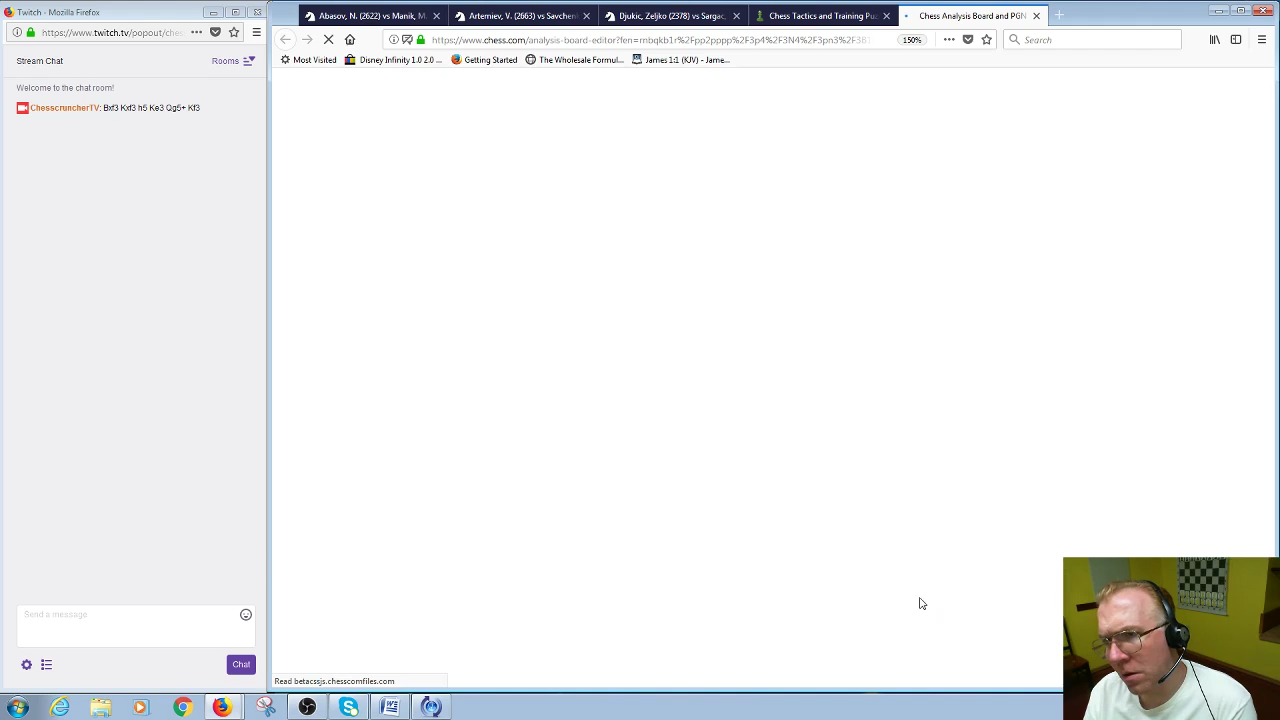 Twitch - Mozilla Firefox
https://www.twitch.tv/popout/che
Stream Chat
Rooms
Welcome to the chat room!
ChesscruncherTV: Bxf3 Kxf3 h5 Ke3 Qg5+ Kf3
Send a message
Chat
Abasov, N. (2622) vs Manik, M.
Artemiev, V. (2663) vs Savchen
Djukic, Zeljko (2378) vs Sargac,
Chess Tactics and Training Puz
Chess Analysis Board and PGN
https://www.chess.com/analysis-board-editor?fen=rnbqkb1r%2Fpp2pppp%2F3p4%2F3N4%2F3pn3%2F3B1
150%
Search
Most Visited
Disney Infinity 1.0 2.0 ...
Getting Started
The Wholesale Formul...
James 1:1 (KJV) - Jame...
Read betacssjs.chesscomfiles.com